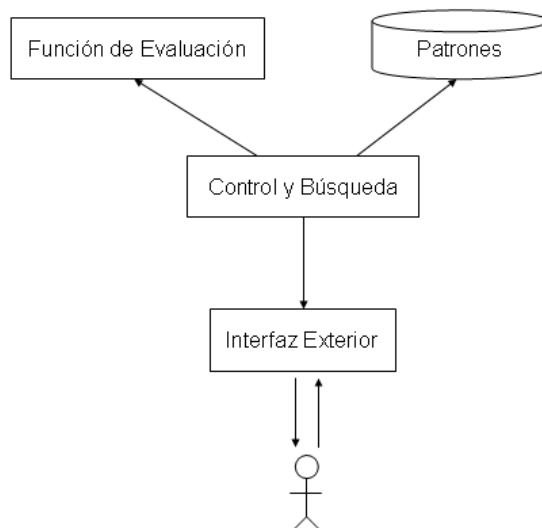 Función de Evaluación
Patrones
Control y Búsqueda
Interfaz Exterior